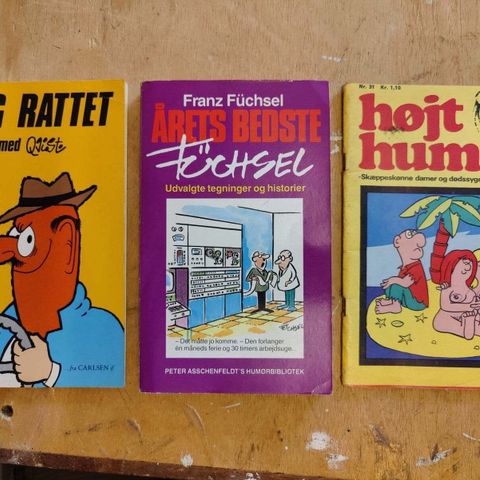 G RATTET
med Quist
...fra CARLSEN if
Franz Füchsel
ÅRETS BEDSTE
FÜCHSEL
Udvalgte tegninger og historier
FÜCHSEL
– Det måtte jo komme. – Den forlanger
én måneds ferie og 30 timers arbejdsuge...
PETER ASSCHENFELDT'S HUMØRBIBLIOTEK
Nr. 31 Kr. 1,10
højt
hum
-Skæppeskønne damer og dødssyge